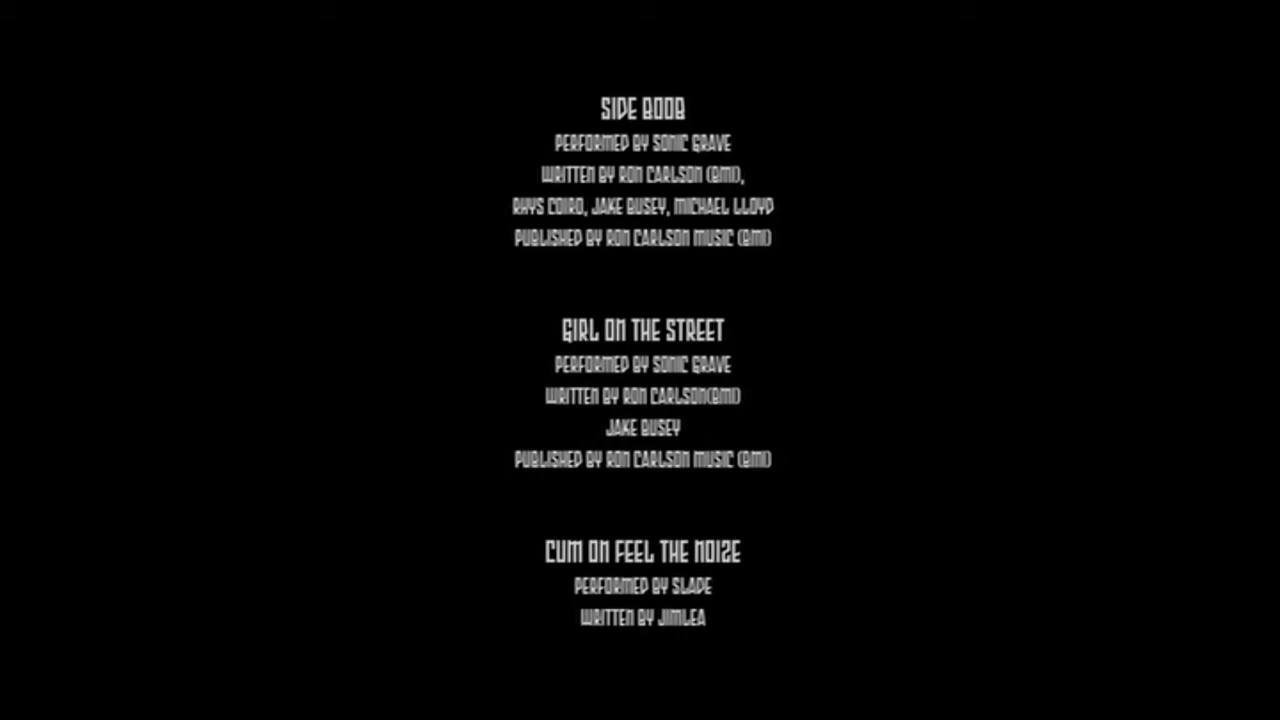 SIDE BOOB
PERFORMED BY SONIC GRAVE
WRITTEN BY RON CARLSON (BMI),
RHYS COIRO, JAKE BUSEY, MICHAEL LLOYD
PUBLISHED BY RON CARLSON MUSIC (BMI)
GIRL ON THE STREET
PERFORMED BY SONIC GRAVE
WRITTEN BY RON CARLSON(BMI)
JAKE BUSEY
PUBLISHED BY RON CARLSON MUSIC (BMI)
CUM ON FEEL THE NOIZE
PERFORMED BY SLADE
WRITTEN BY JIMLEA